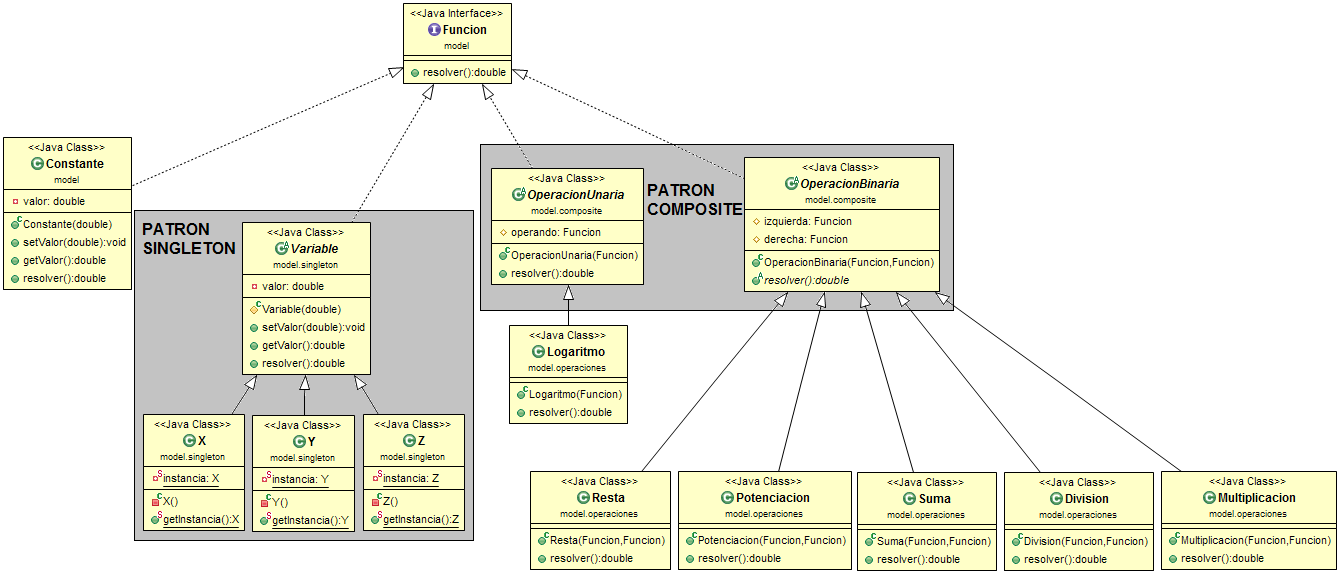 <<Java Interface>>
Funcion
model
resolver():double
<<Java Class>>
Constante
model
valor: double
Constante(double)
setValor(double):void
getValor():double
resolver():double
PATRON
SINGLETON
<<Java Class>>
Variable
model.singleton
valor: double
Variable(double)
setValor(double):void
getValor():double
resolver():double
<<Java Class>>
OperacionUnaria
model.composite
operando: Funcion
OperacionUnaria(Funcion)
resolver():double
PATRON
COMPOSITE
<<Java Class>>
OperacionBinaria
model.composite
izquierda: Funcion
derecha: Funcion
OperacionBinaria(Funcion,Funcion)
resolver():double
<<Java Class>>
Logaritmo
model.operaciones
Logaritmo(Funcion)
resolver():double
<<Java Class>>
X
model.singleton
instancia: X
X()
getInstancia():X
<<Java Class>>
Y
model.singleton
instancia: Y
Y()
getInstancia():Y
<<Java Class>>
Z
model.singleton
instancia: Z
Z()
getInstancia():Z
<<Java Class>>
Resta
model.operaciones
Resta(Funcion,Funcion)
resolver():double
<<Java Class>>
Potenciacion
model.operaciones
Potenciacion(Funcion,Funcion)
resolver():double
<<Java Class>>
Suma
model.operaciones
Suma(Funcion,Funcion)
resolver():double
<<Java Class>>
Division
model.operaciones
Division(Funcion,Funcion)
resolver():double
<<Java Class>>
Multiplicacion
model.operaciones
Multiplicacion(Funcion,Funcion)
resolver():double